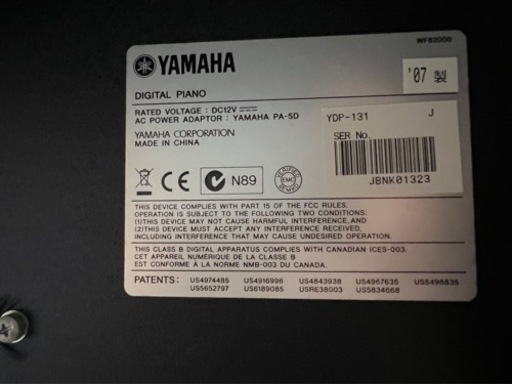 WF82000
YAMAHA
'07 製
DIGITAL PIANO
RATED VOLTAGE : DC12V
AC POWER ADAPTOR : YAMAHA PA-5D
YAMAHA CORPORATION
MADE IN CHINA
YDP-131 J
SER No.
JBNK01323
CE N89
VERIFIED
EMC
THIS DEVICE COMPLIES WITH PART 15 OF THE FCC RULES.
OPERATION IS SUBJECT TO THE FOLLOWING TWO CONDITIONS:
(1)THIS DEVICE MAY NOT CAUSE HARMFUL INTERFERENCE,AND
(2)THIS DEVICE MUST ACCEPT ANY INTERFERENCE RECEIVED,
INCLUDING INTERFERENCE THAT MAY CAUSE UNDESIRED OPERATION.
THIS CLASS B DIGITAL APPARATUS COMPLIES WITH CANADIAN ICES-003.
CET APPAREIL NUMÉRIQUE DE LA CLASSE B
EST CONFORME À LA NORME NMB-003 DU CANADA.
PATENTS: US4974485 US4916996 US4843938 US4967635 US5498835
US5652797 US6189085 USRE38003 US5834668